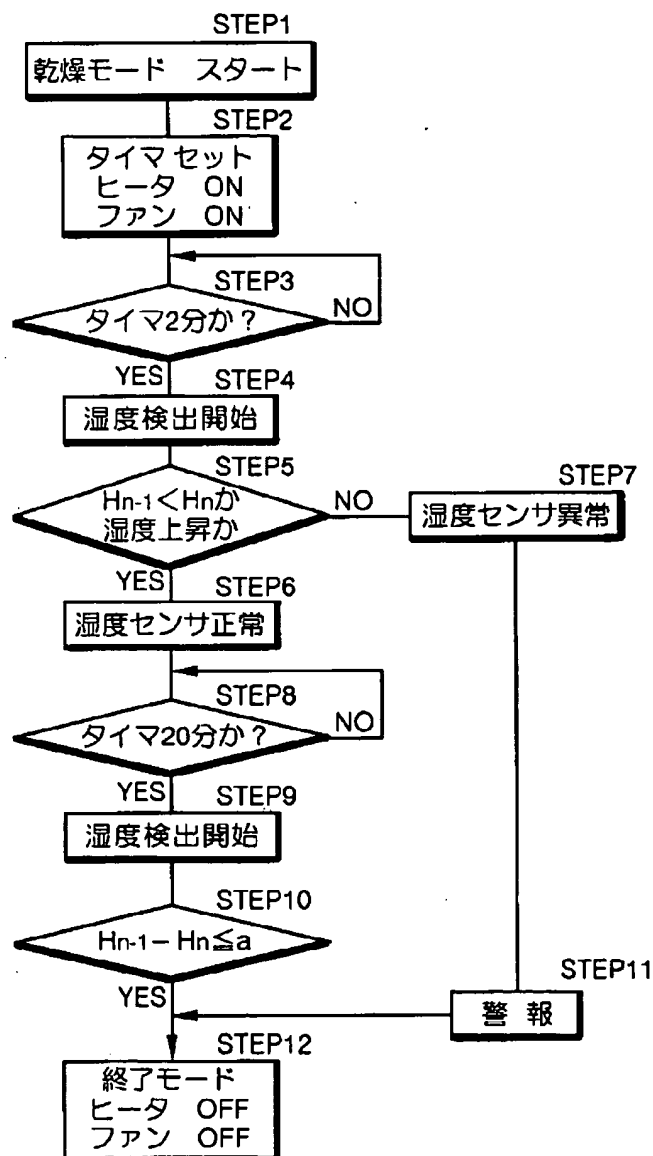 STEP1
乾燥モード スタート
STEP2
タイマ セット
ヒータ ON
ファン ON
STEP3
タイマ2分か?
NO
YES
STEP4
湿度検出開始
STEP5
Hn-1<Hnか
湿度上昇か
NO
STEP7
湿度センサ異常
YES
STEP6
湿度センサ正常
STEP8
タイマ20分か?
NO
YES
STEP9
湿度検出開始
STEP10
Hn-1-Hn≦a
YES
STEP11
警報
STEP12
終了モード
ヒータ OFF
ファン OFF